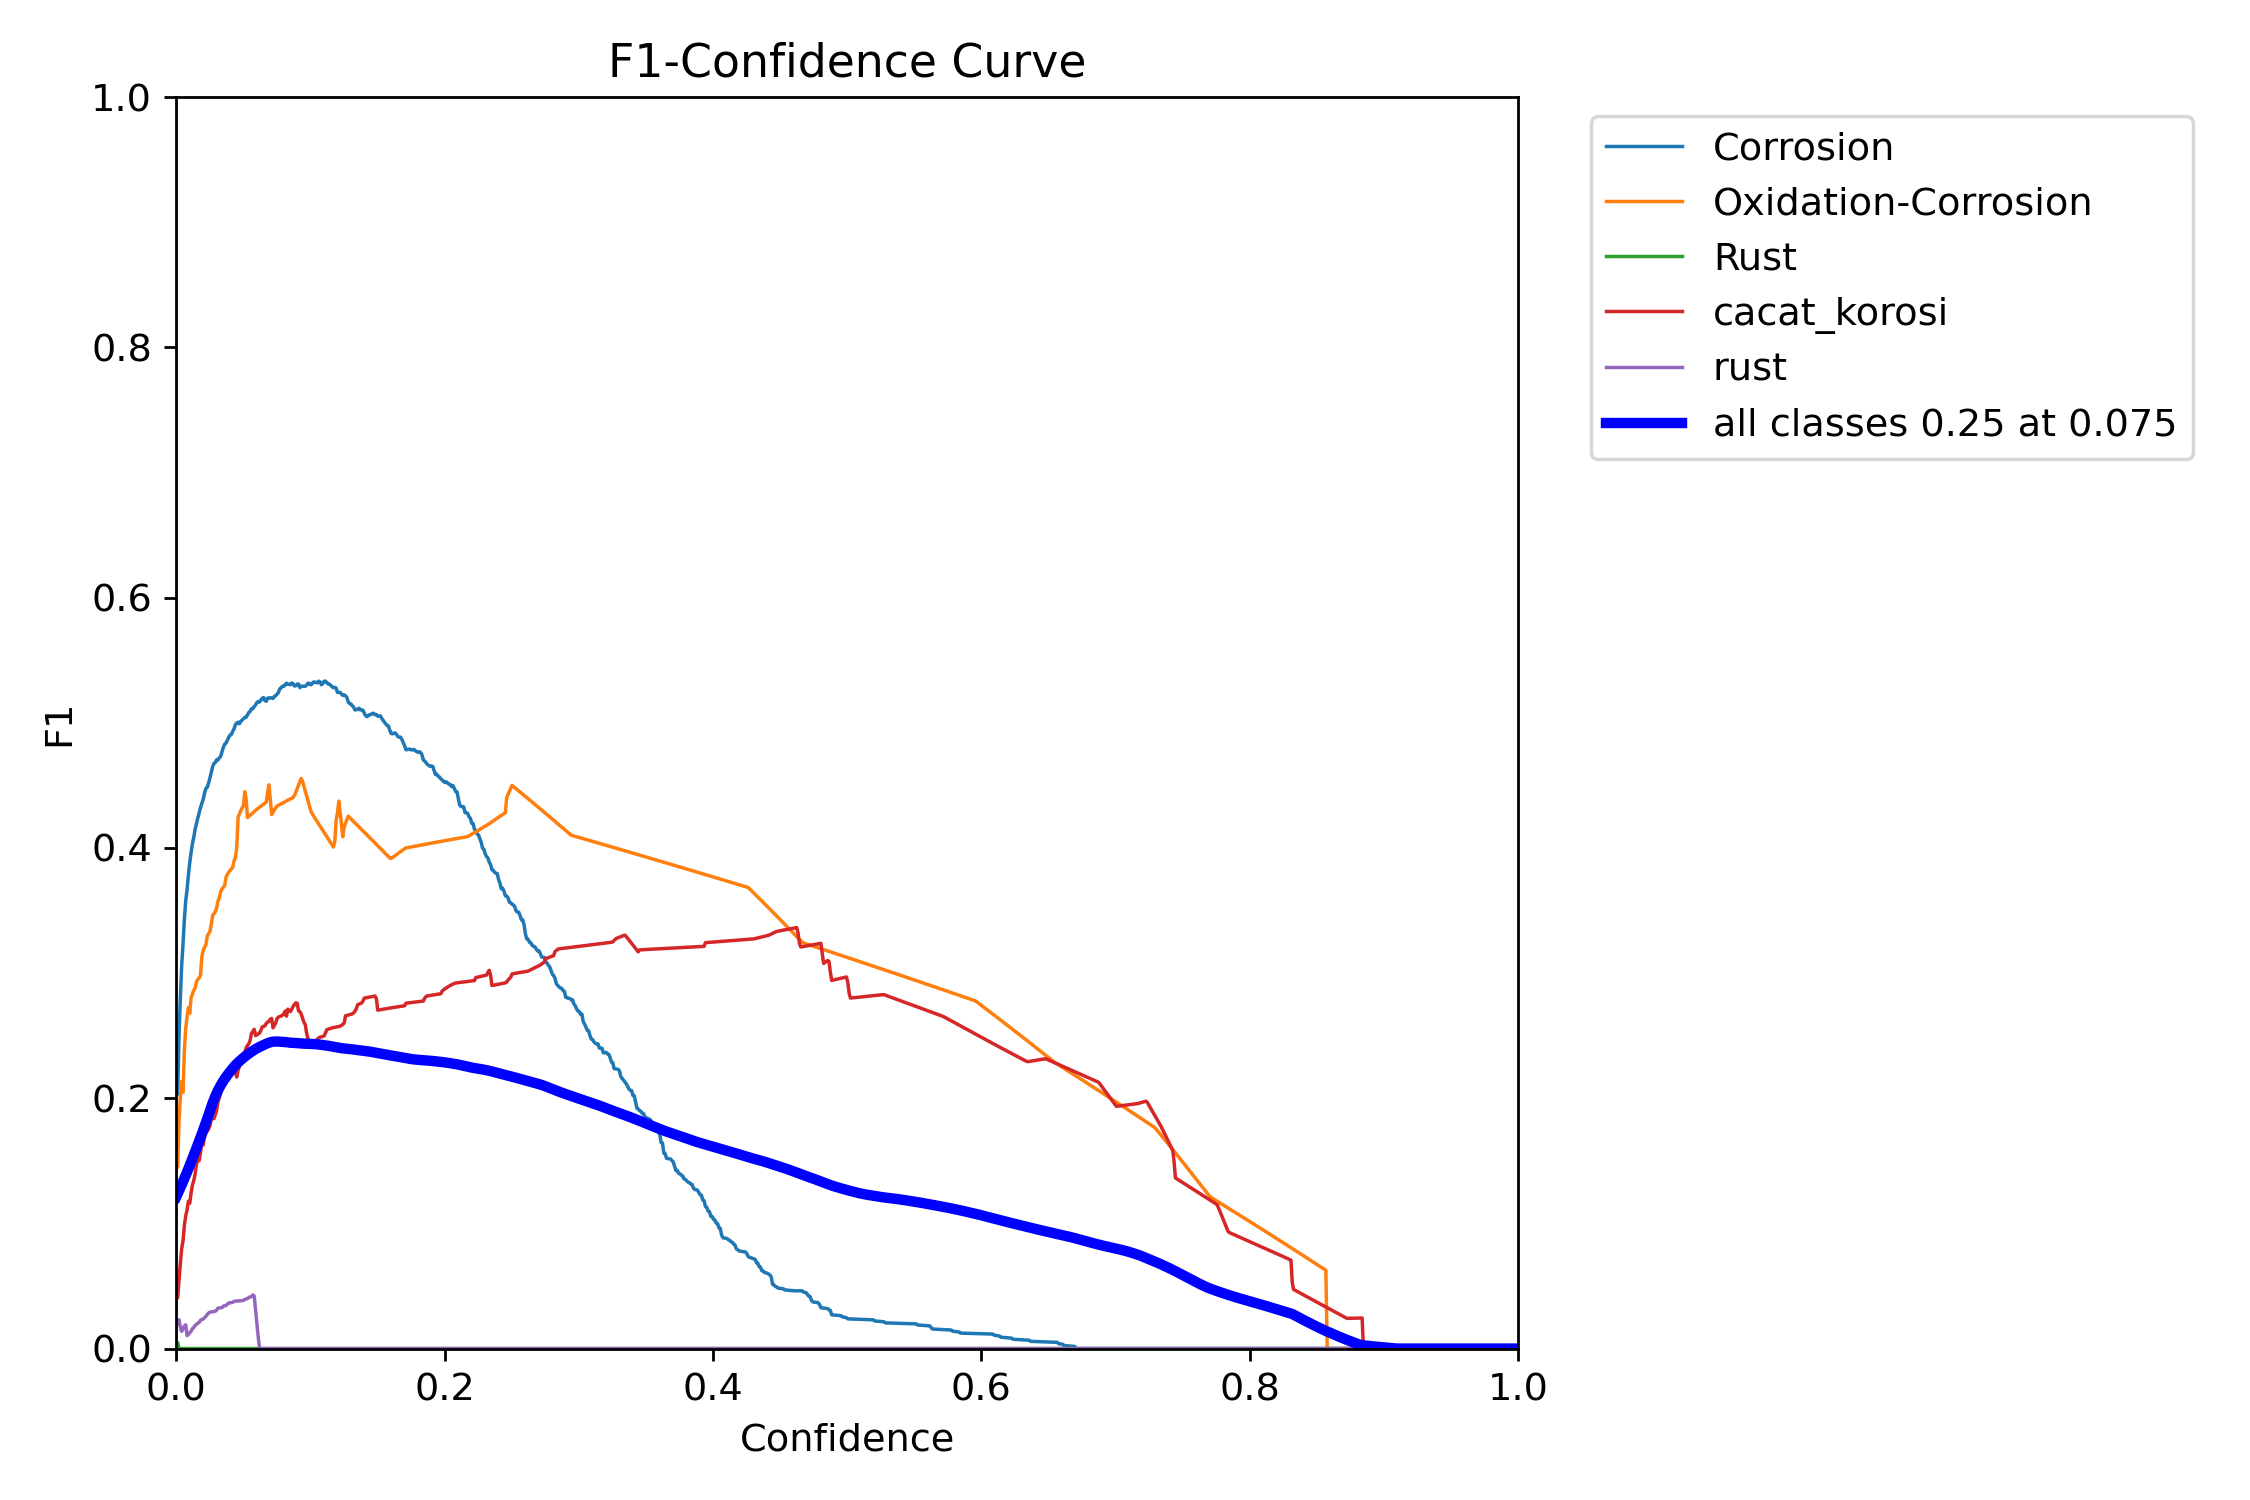 F1-Confidence Curve
1.0
0.8
0.6
0.4
0.2
0.0
F1
0.0 0.2 0.4 0.6 0.8 1.0
Confidence
Corrosion
Oxidation-Corrosion
Rust
cacat_korosi
rust
all classes 0.25 at 0.075